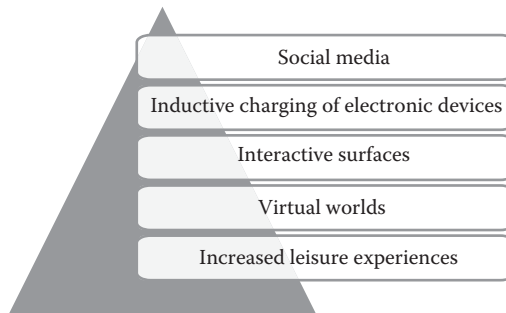 Social media
Inductive charging of electronic devices
Interactive surfaces
Virtual worlds
Increased leisure experiences